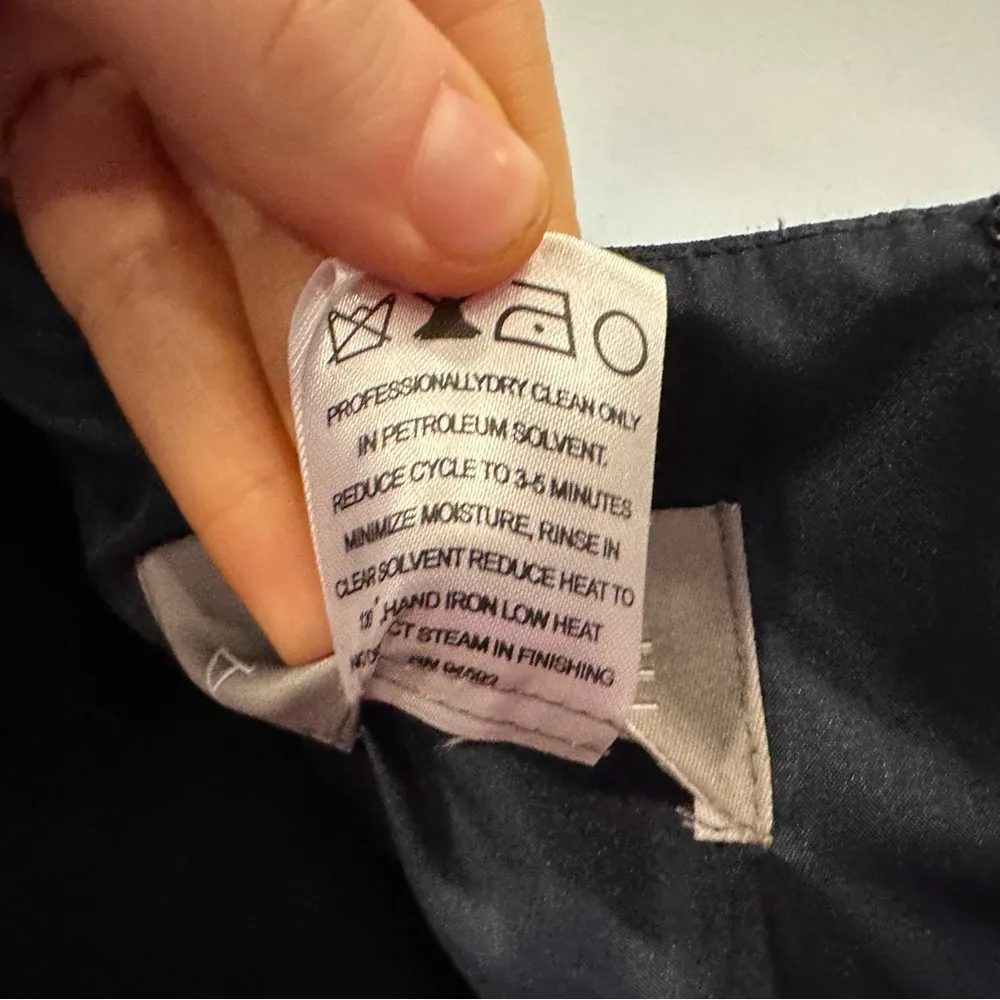 PROFESSIONALLYDRY CLEAN ONLY
IN PETROLEUM SOLVENT.
REDUCE CYCLE TO 3-5 MINUTES
MINIMIZE MOISTURE, RINSE IN
CLEAR SOLVENT REDUCE HEAT TO
130° .HAND IRON LOW HEAT
STEAM IN FINISHING